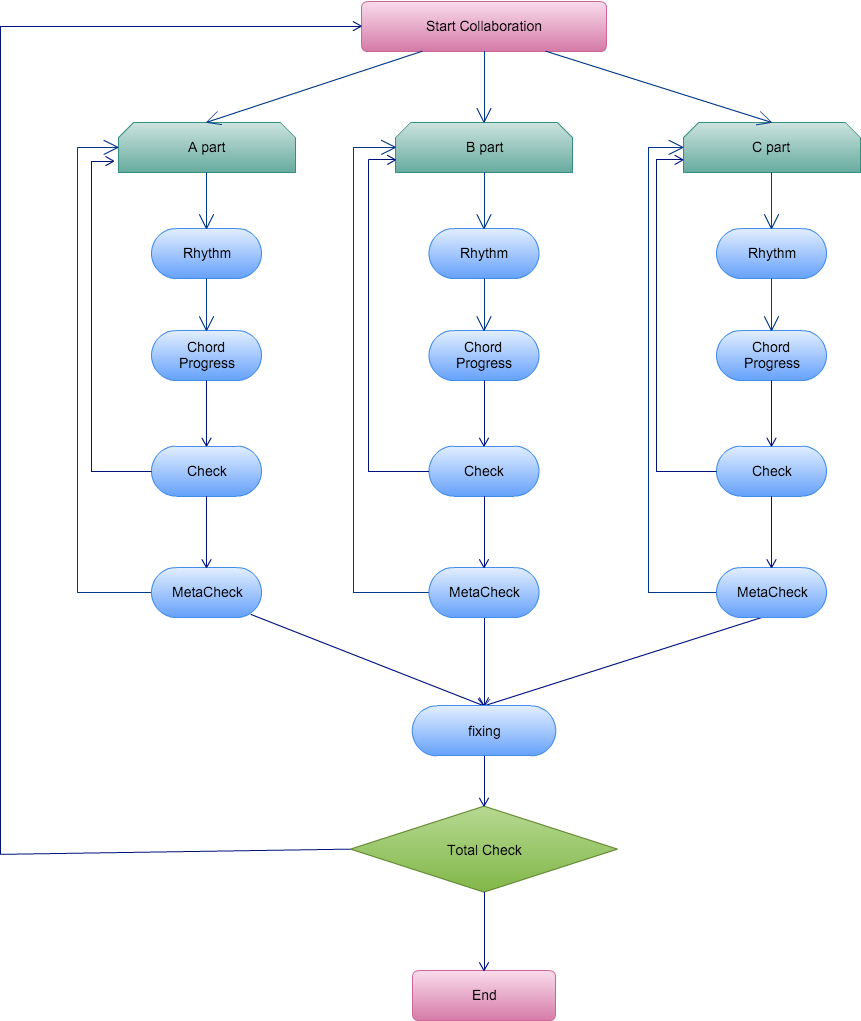 Start Collaboration
A part
B part
C part
Rhythm
Rhythm
Rhythm
Chord
Progress
Chord
Progress
Chord
Progress
Check
Check
Check
MetaCheck
MetaCheck
MetaCheck
fixing
Total Check
End